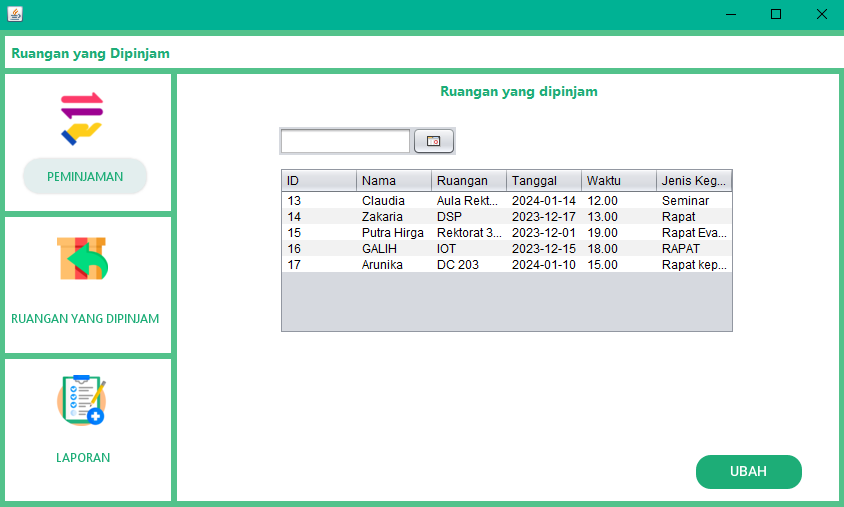 Ruangan yang Dipinjam
PEMINJAMAN
RUANGAN YANG DIPINJAM
LAPORAN
Ruangan yang dipinjam
ID Nama Ruangan Tanggal Waktu Jenis Keg...
13 Claudia Aula Rekt... 2024-01-14 12.00 Seminar
14 Zakaria DSP 2023-12-17 13.00 Rapat
15 Putra Hirga Rektorat 3... 2023-12-01 19.00 Rapat Eva...
16 GALIH IOT 2023-12-15 18.00 RAPAT
17 Arunika DC 203 2024-01-10 15.00 Rapat kep...
UBAH